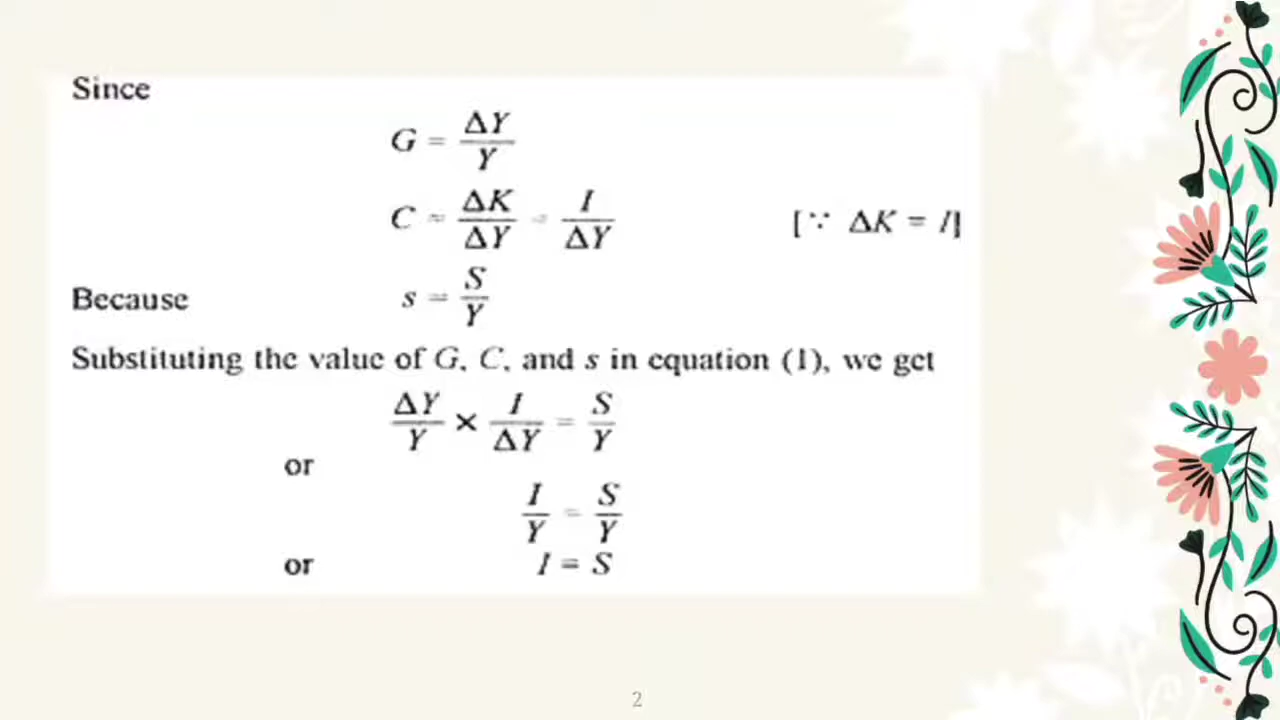 Since
G = ΔY/Y
C = ΔK/ΔY = I/ΔY [∵ ΔK = I]
Because s = S/Y
Substituting the value of G, C, and s in equation (1), we get
ΔY/Y × I/ΔY = S/Y
or
I/Y = S/Y
or I = S
2